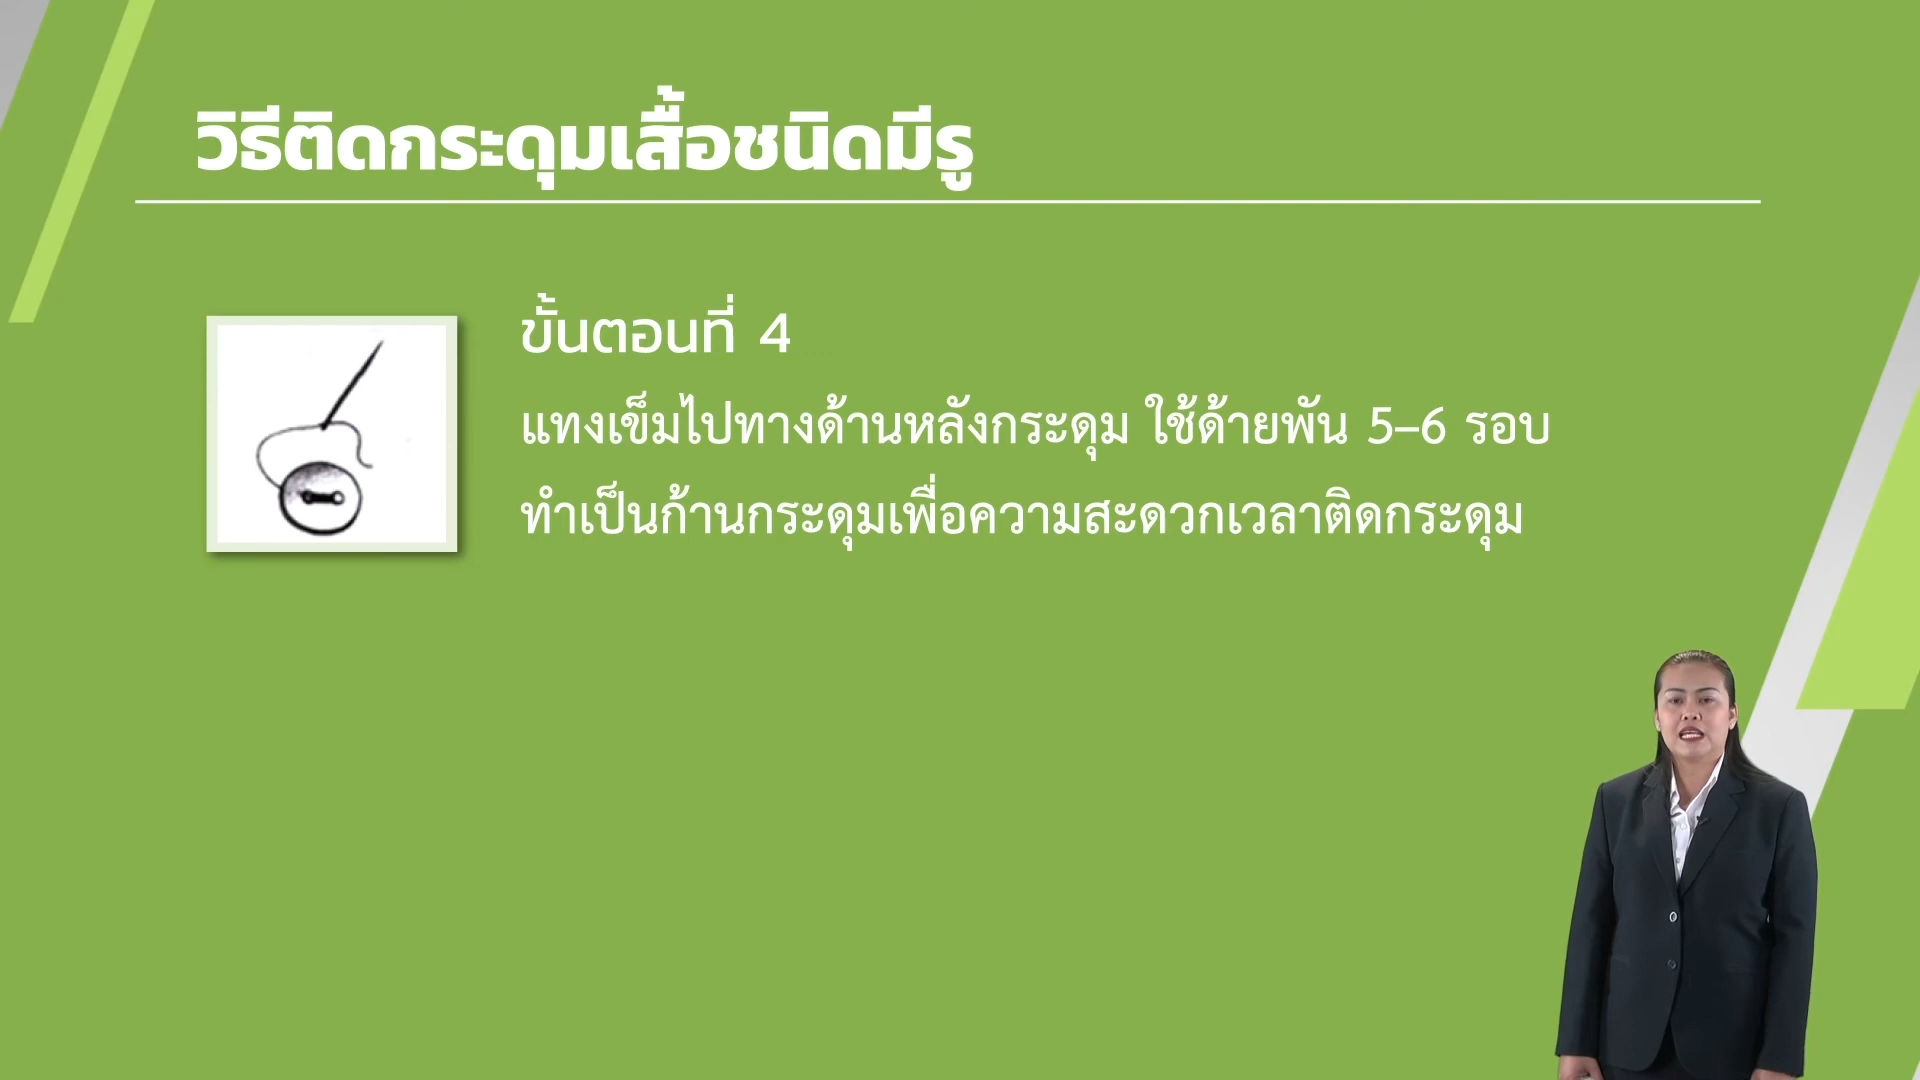 วิธีติดกระดุมเสื้อชนิดมีรู
ขั้นตอนที่ 4
แทงเข็มไปทางด้านหลังกระดุม ใช้ด้ายพัน 5–6 รอบ
ทำเป็นก้านกระดุมเพื่อความสะดวกเวลาติดกระดุม